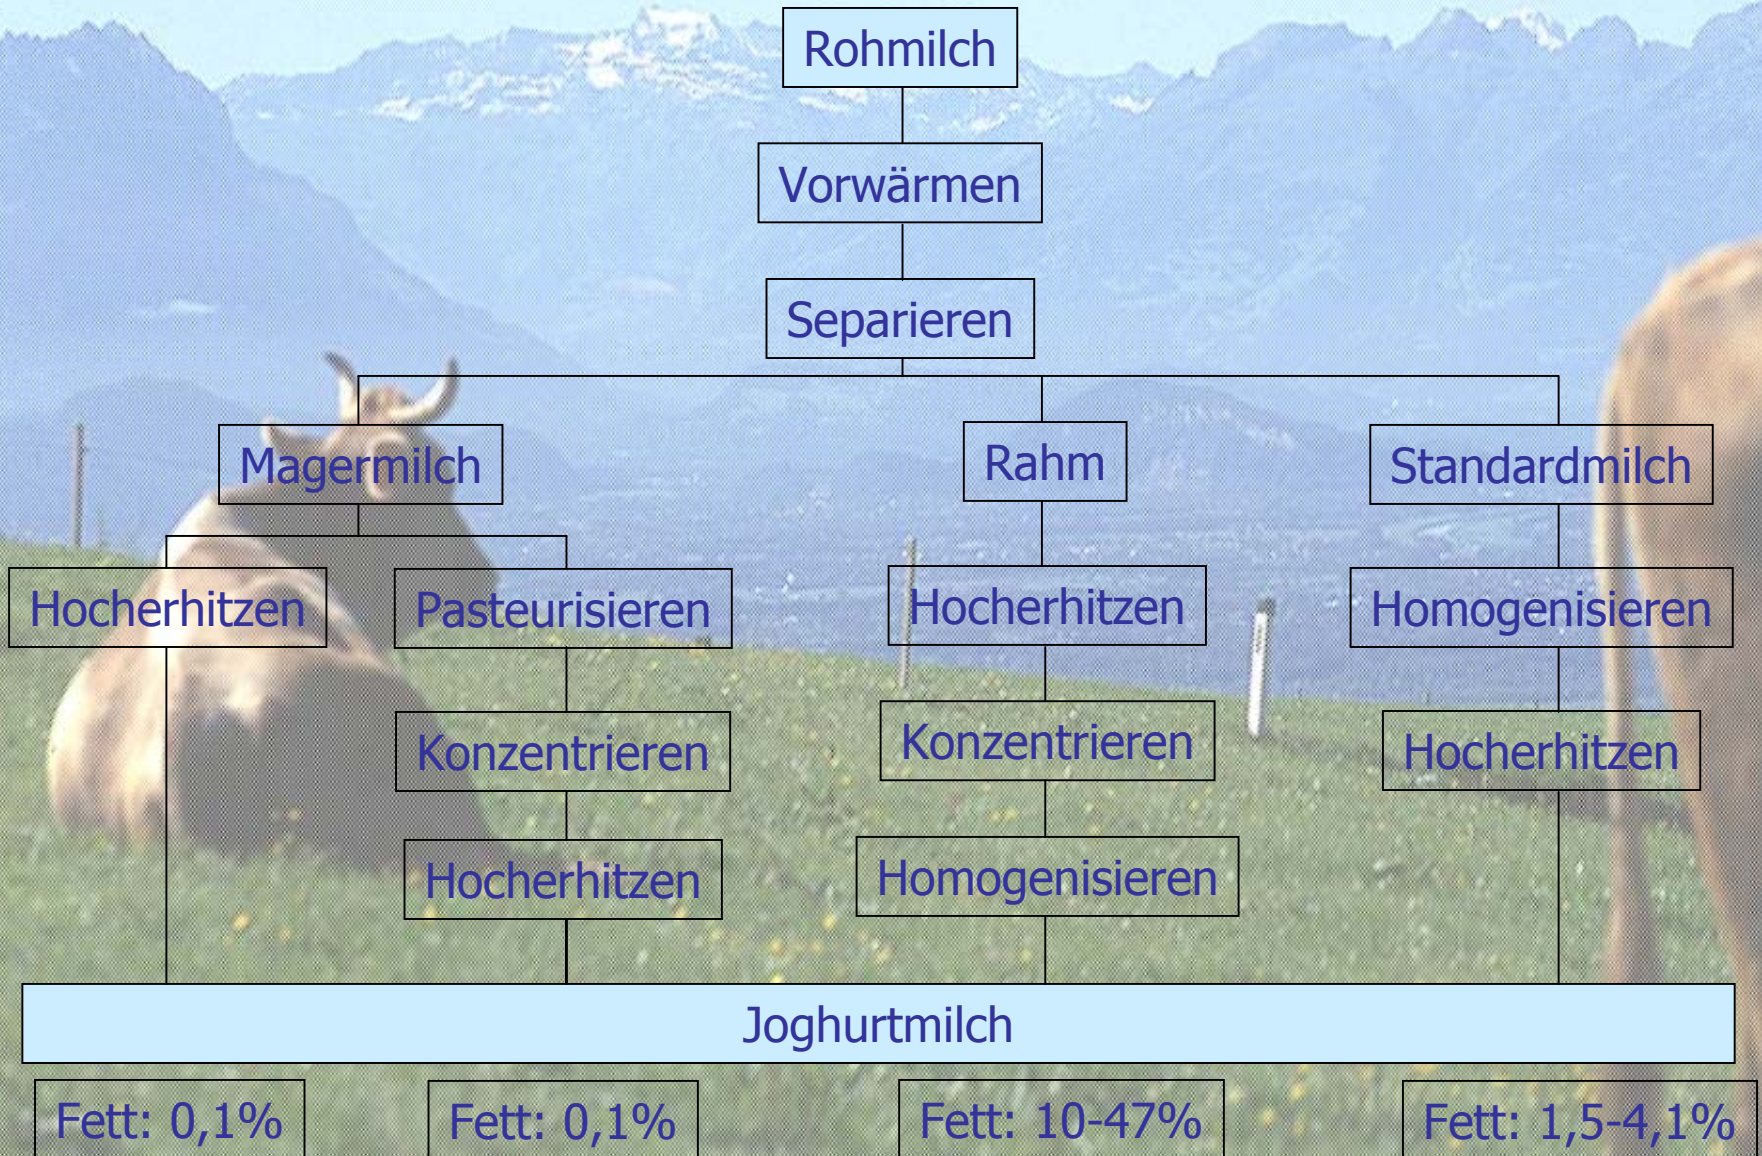 Rohmilch
Vorwärmen
Separieren
Magermilch Rahm Standardmilch
Hocherhitzen Pasteurisieren Hocherhitzen Homogenisieren
Konzentrieren Konzentrieren Hocherhitzen
Hocherhitzen Homogenisieren
Joghurtmilch
Fett: 0,1% Fett: 0,1% Fett: 10-47% Fett: 1,5-4,1%